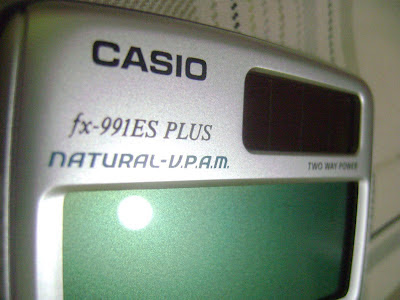 CASIO
fx-991ES PLUS
NATURAL-V.P.A.M.
TWO WAY POWER